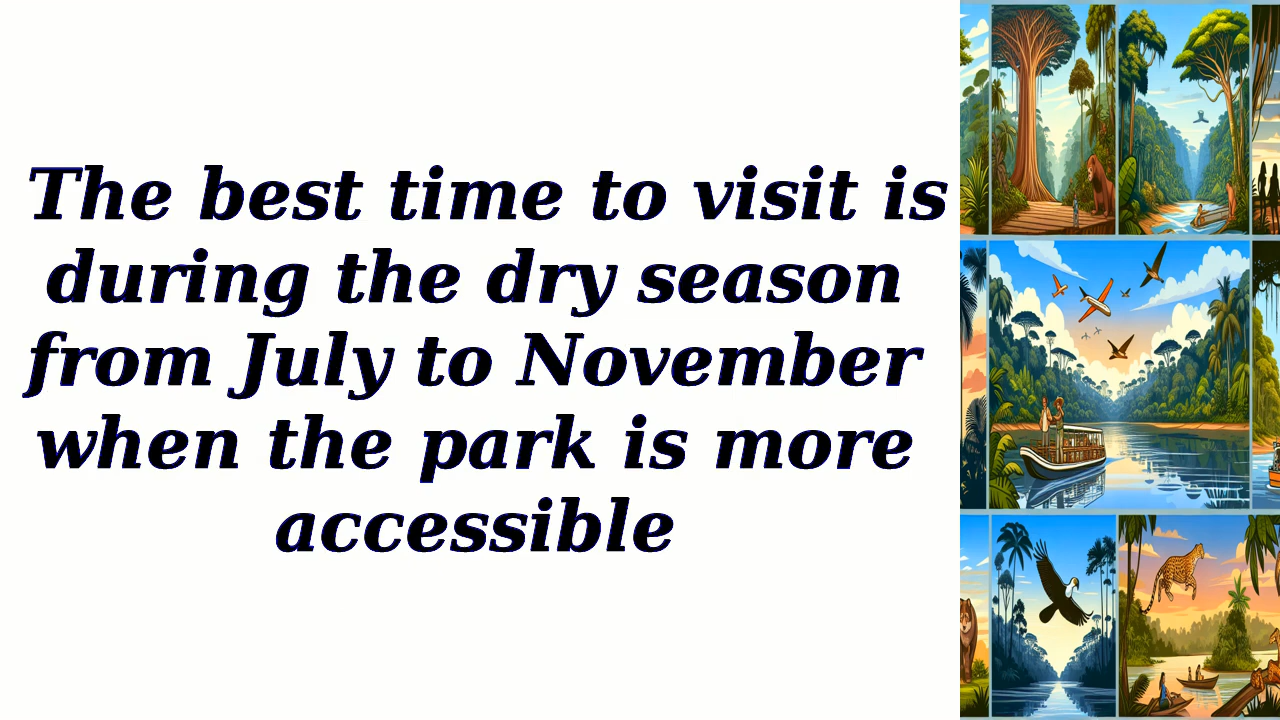 The best time to visit is
during the dry season
from July to November
when the park is more
accessible